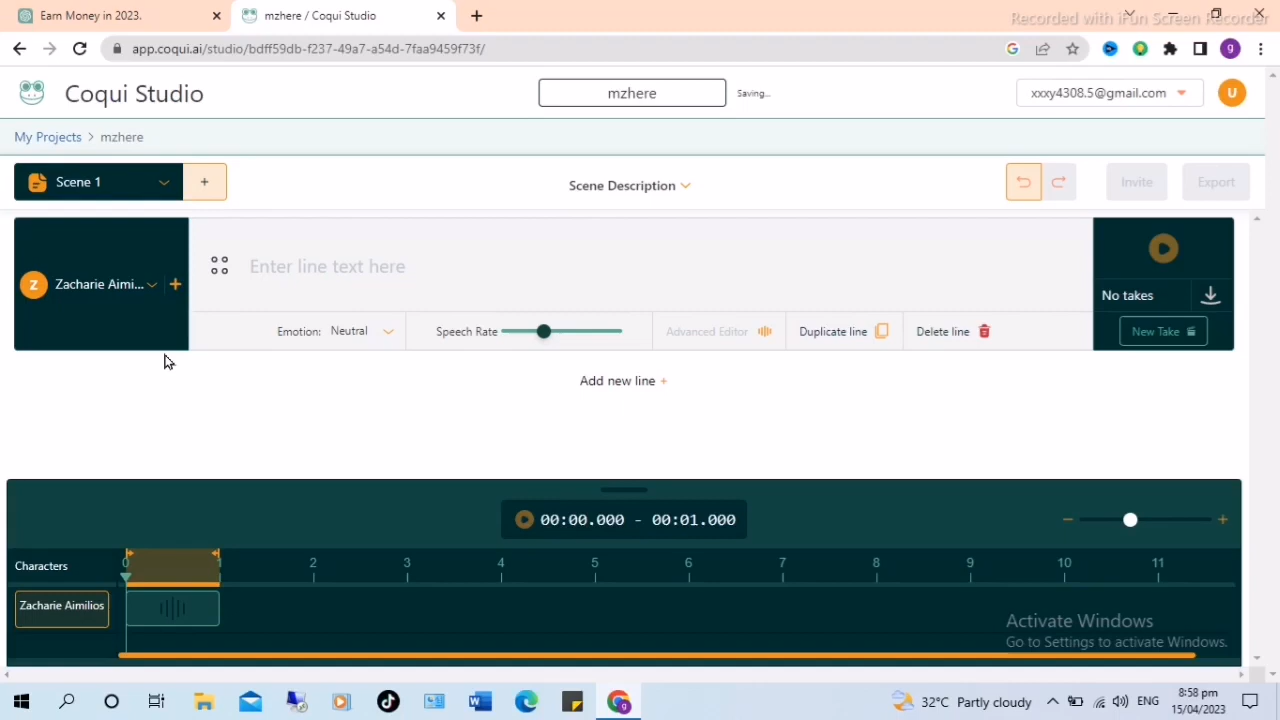 Earn Money in 2023.
mzhere / Coqui Studio
Recorded with iFun Screen Recorder
app.coqui.ai/studio/bdff59db-f237-49a7-a54d-7faa9459f73f/
g
Coqui Studio
mzhere
Saving...
xxxy4308.5@gmail.com
U
My Projects > mzhere
Scene 1
+
Scene Description
Invite
Export
Z
Zacharie Aimi...
+
Enter line text here
No takes
Emotion: Neutral
Speech Rate
Advanced Editor
Duplicate line
Delete line
New Take
Add new line +
00:00.000 - 00:01.000
Characters
0 1 2 3 4 5 6 7 8 9 10 11
Zacharie Aimilios
Activate Windows
Go to Settings to activate Windows.
32°C Partly cloudy
ENG
8:58 pm
15/04/2023